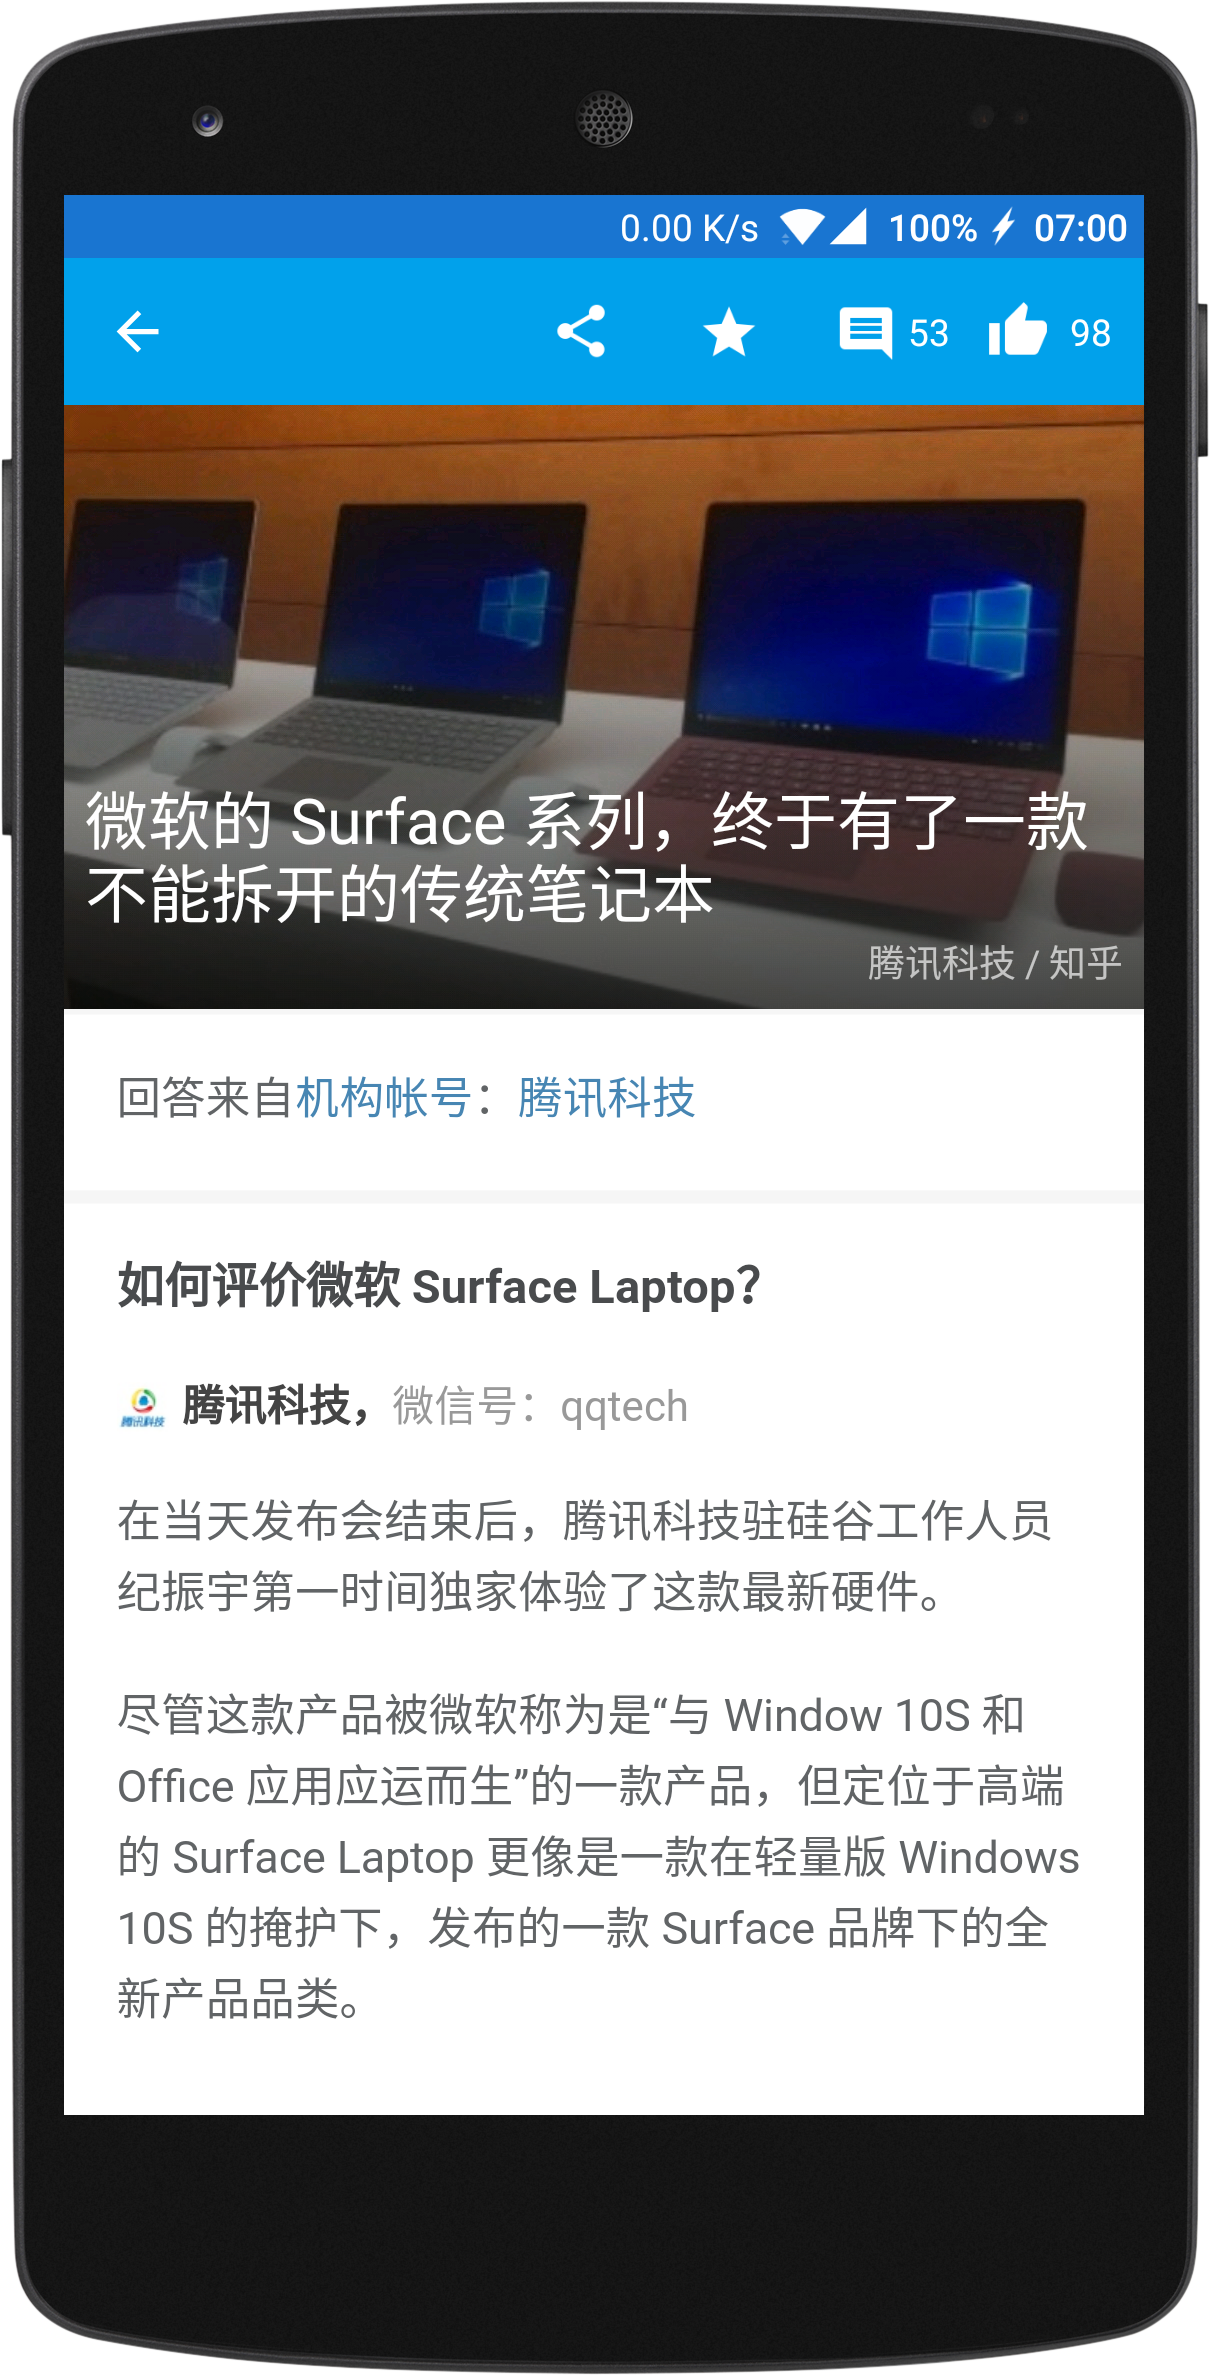 0.00 K/s 100% 07:00
53 98
微软的 Surface 系列，终于有了一款
不能拆开的传统笔记本
腾讯科技 / 知乎
回答来自机构帐号：腾讯科技
如何评价微软 Surface Laptop？
腾讯科技
腾讯科技，微信号：qqtech
在当天发布会结束后，腾讯科技驻硅谷工作人员
纪振宇第一时间独家体验了这款最新硬件。
尽管这款产品被微软称为是“与 Window 10S 和
Office 应用应运而生”的一款产品，但定位于高端
的 Surface Laptop 更像是一款在轻量版 Windows
10S 的掩护下，发布的一款 Surface 品牌下的全
新产品品类。